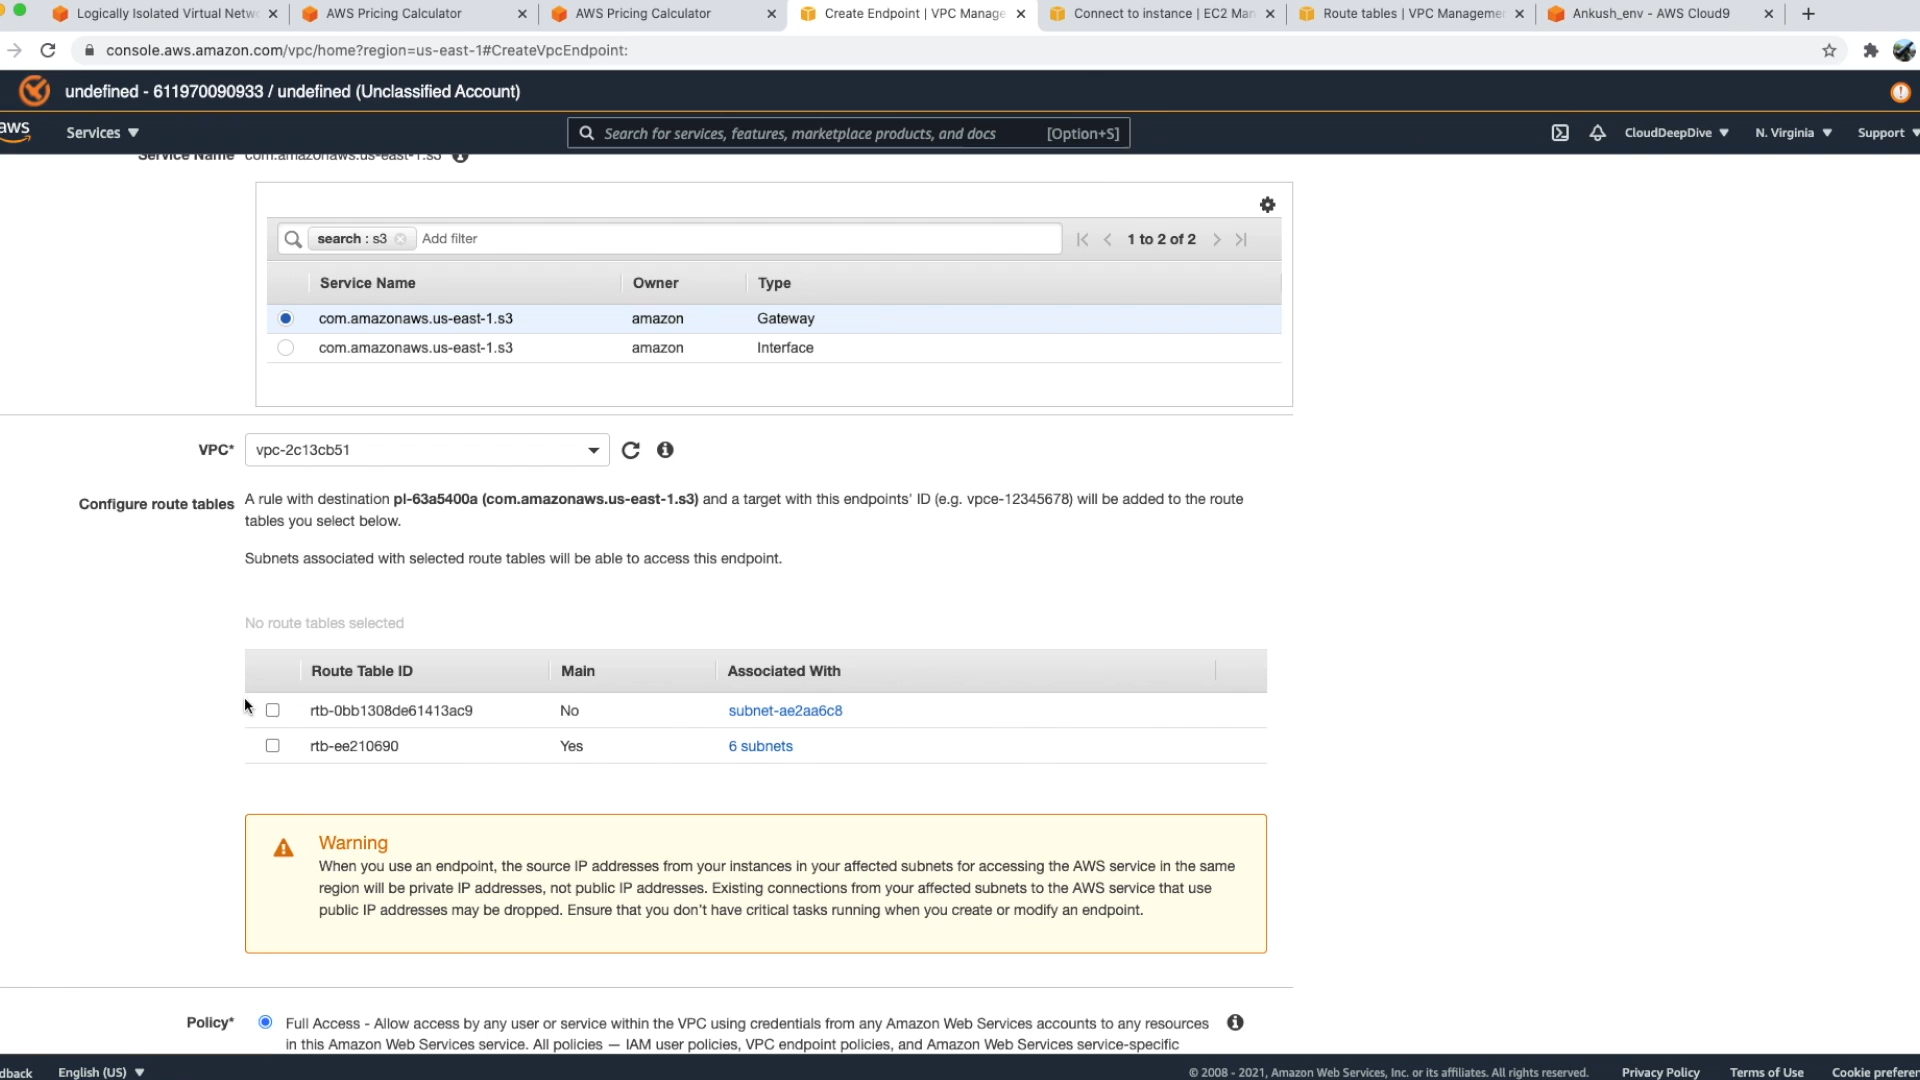 Logically Isolated Virtual Netwo
AWS Pricing Calculator
AWS Pricing Calculator
Create Endpoint | VPC Manage
Connect to instance | EC2 Man
Route tables | VPC Managemen
Ankush_env - AWS Cloud9
console.aws.amazon.com/vpc/home?region=us-east-1#CreateVpcEndpoint:
undefined - 611970090933 / undefined (Unclassified Account)
aws
Services
Search for services, features, marketplace products, and docs [Option+S]
CloudDeepDive
N. Virginia
Support
Service Name com.amazonaws.us-east-1.s3
search : s3 Add filter
1 to 2 of 2
Service Name Owner Type
com.amazonaws.us-east-1.s3 amazon Gateway
com.amazonaws.us-east-1.s3 amazon Interface
VPC* vpc-2c13cb51
Configure route tables A rule with destination pl-63a5400a (com.amazonaws.us-east-1.s3) and a target with this endpoints' ID (e.g. vpce-12345678) will be added to the route
tables you select below.
Subnets associated with selected route tables will be able to access this endpoint.
No route tables selected
Route Table ID Main Associated With
rtb-0bb1308de61413ac9 No subnet-ae2aa6c8
rtb-ee210690 Yes 6 subnets
Warning
When you use an endpoint, the source IP addresses from your instances in your affected subnets for accessing the AWS service in the same
region will be private IP addresses, not public IP addresses. Existing connections from your affected subnets to the AWS service that use
public IP addresses may be dropped. Ensure that you don't have critical tasks running when you create or modify an endpoint.
Policy* Full Access - Allow access by any user or service within the VPC using credentials from any Amazon Web Services accounts to any resources
in this Amazon Web Services service. All policies — IAM user policies, VPC endpoint policies, and Amazon Web Services service-specific
dback
English (US)
© 2008 - 2021, Amazon Web Services, Inc. or its affiliates. All rights reserved.
Privacy Policy
Terms of Use
Cookie preferen